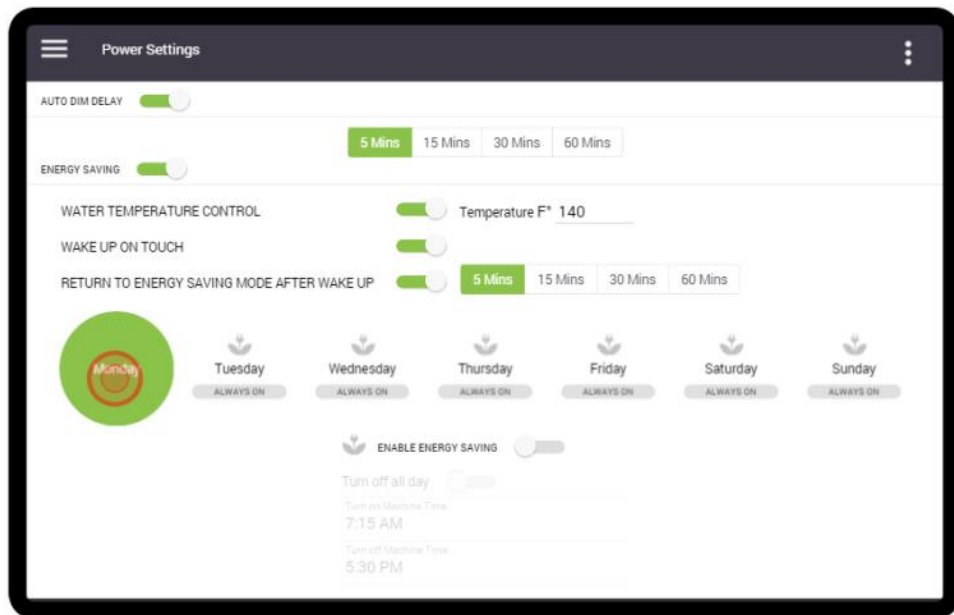 Power Settings
AUTO DIM DELAY
5 Mins 15 Mins 30 Mins 60 Mins
ENERGY SAVING
WATER TEMPERATURE CONTROL Temperature F° 140
WAKE UP ON TOUCH
RETURN TO ENERGY SAVING MODE AFTER WAKE UP 5 Mins 15 Mins 30 Mins 60 Mins
Monday Tuesday Wednesday Thursday Friday Saturday Sunday
ALWAYS ON ALWAYS ON ALWAYS ON ALWAYS ON ALWAYS ON ALWAYS ON
ENABLE ENERGY SAVING
Turn off all day
Turn on Machine Time
7:15 AM
Turn off Machine Time
5:30 PM